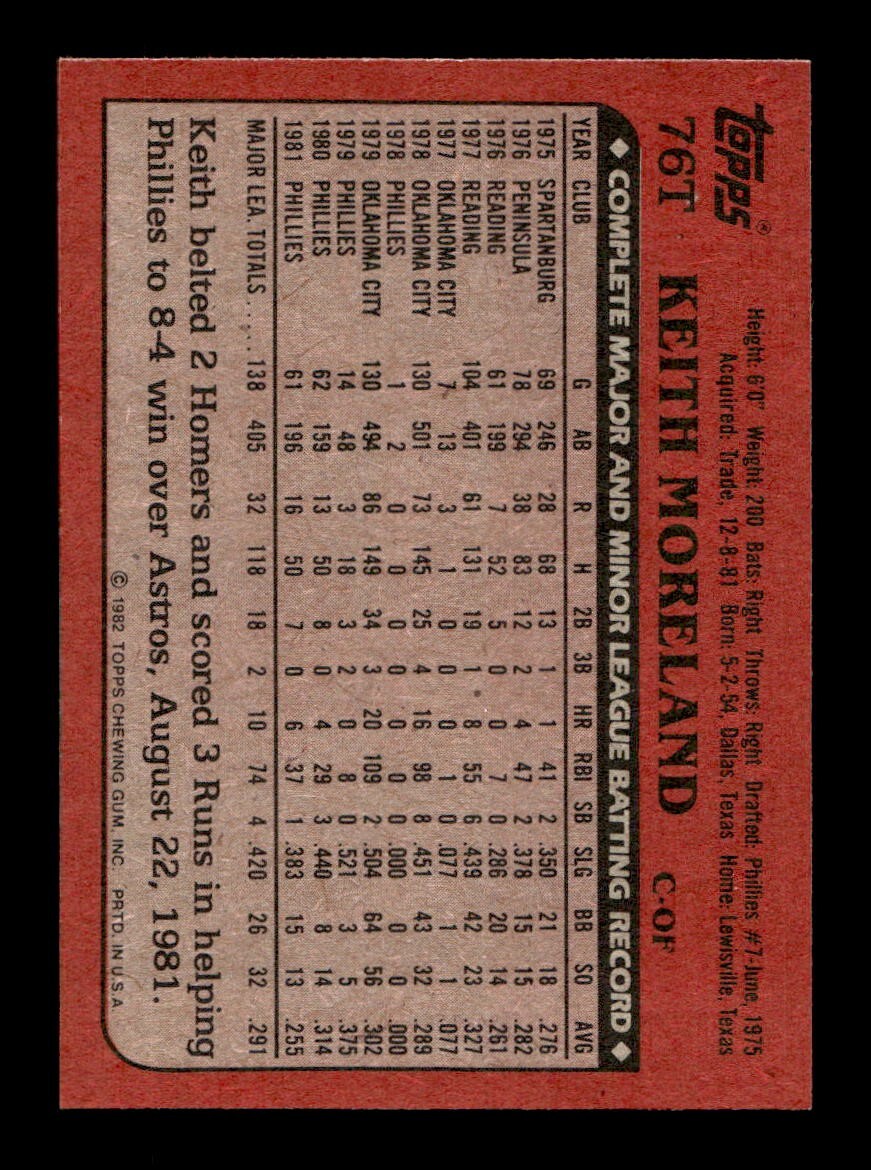 topps®
Height: 6'0" Weight: 200 Bats: Right Throws: Right Drafted: Phillies #7-June, 1975
Acquired: Trade, 12-8-81 Born: 5-2-54, Dallas, Texas Home: Lewisville, Texas
76T KEITH MORELAND C-OF
◆ COMPLETE MAJOR AND MINOR LEAGUE BATTING RECORD ◆
YEAR CLUB G AB R H 2B 3B HR RBI SB SLG BB SO AVG
1975 SPARTANBURG 69 246 28 68 13 1 1 41 2 .350 21 18 .276
1976 PENINSULA 78 294 38 83 12 2 4 47 2 .378 15 15 .282
1976 READING 61 199 7 52 5 0 0 7 0 .286 20 14 .261
1977 READING 104 401 61 131 19 1 8 55 6 .439 42 23 .327
1977 OKLAHOMA CITY 7 13 3 1 0 0 0 1 0 .077 1 1 .077
1978 OKLAHOMA CITY 130 501 73 145 25 4 16 98 8 .451 43 32 .289
1978 PHILLIES 1 2 0 0 0 0 0 0 0 .000 0 0 .000
1979 OKLAHOMA CITY 130 494 86 149 34 3 20 109 2 .504 64 56 .302
1979 PHILLIES 14 48 3 18 3 2 0 8 0 .521 3 5 .375
1980 PHILLIES 62 159 13 50 8 0 4 29 3 .440 8 14 .314
1981 PHILLIES 61 196 16 50 7 0 6 37 1 .383 15 13 .255
MAJOR LEA. TOTALS ...... 138 405 32 118 18 2 10 74 4 .420 26 32 .291
Keith belted 2 Homers and scored 3 Runs in helping
Phillies to 8-4 win over Astros, August 22, 1981.
© 1982 TOPPS CHEWING GUM, INC. PRTD. IN U.S.A